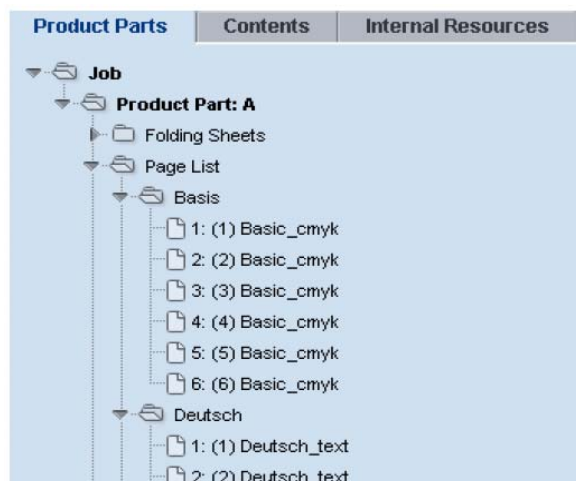 Product Parts Contents Internal Resources
Job
Product Part: A
Folding Sheets
Page List
Basis
1: (1) Basic_cmyk
2: (2) Basic_cmyk
3: (3) Basic_cmyk
4: (4) Basic_cmyk
5: (5) Basic_cmyk
6: (6) Basic_cmyk
Deutsch
1: (1) Deutsch_text
2: (2) Deutsch_text